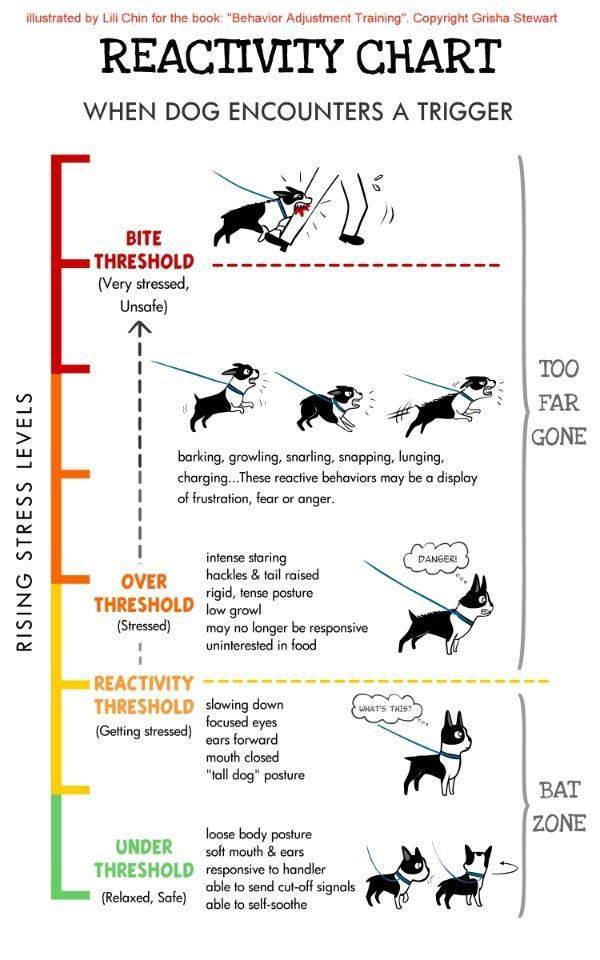 illustrated by Lili Chin for the book: "Behavior Adjustment Training". Copyright Grisha Stewart
REACTIVITY CHART
WHEN DOG ENCOUNTERS A TRIGGER
RISING STRESS LEVELS
BITE
THRESHOLD
(Very stressed,
Unsafe)
barking, growling, snarling, snapping, lunging,
charging...These reactive behaviors may be a display
of frustration, fear or anger.
TOO
FAR
GONE
OVER
THRESHOLD
(Stressed)
intense staring
hackles & tail raised
rigid, tense posture
low growl
may no longer be responsive
uninterested in food
DANGER!
REACTIVITY
THRESHOLD
(Getting stressed)
slowing down
focused eyes
ears forward
mouth closed
"tall dog" posture
WHAT'S THIS?
BAT
ZONE
UNDER
THRESHOLD
(Relaxed, Safe)
loose body posture
soft mouth & ears
responsive to handler
able to send cut-off signals
able to self-soothe